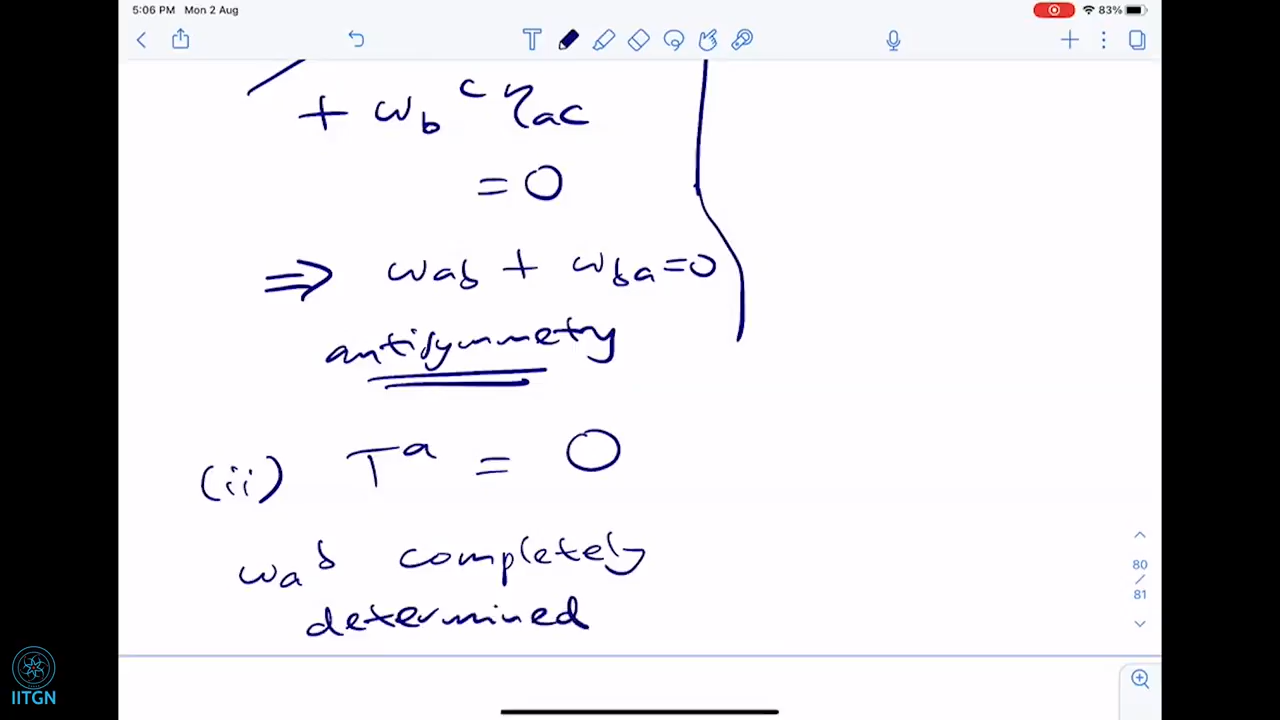 5:06 PM Mon 2 Aug
83%
+ ω_b^c η_ac
= 0
⇒ ω_ab + ω_ba = 0
antisymmetry
(ii) T^a = 0
ω_a^b completely
determined
80
/
81
IITGN